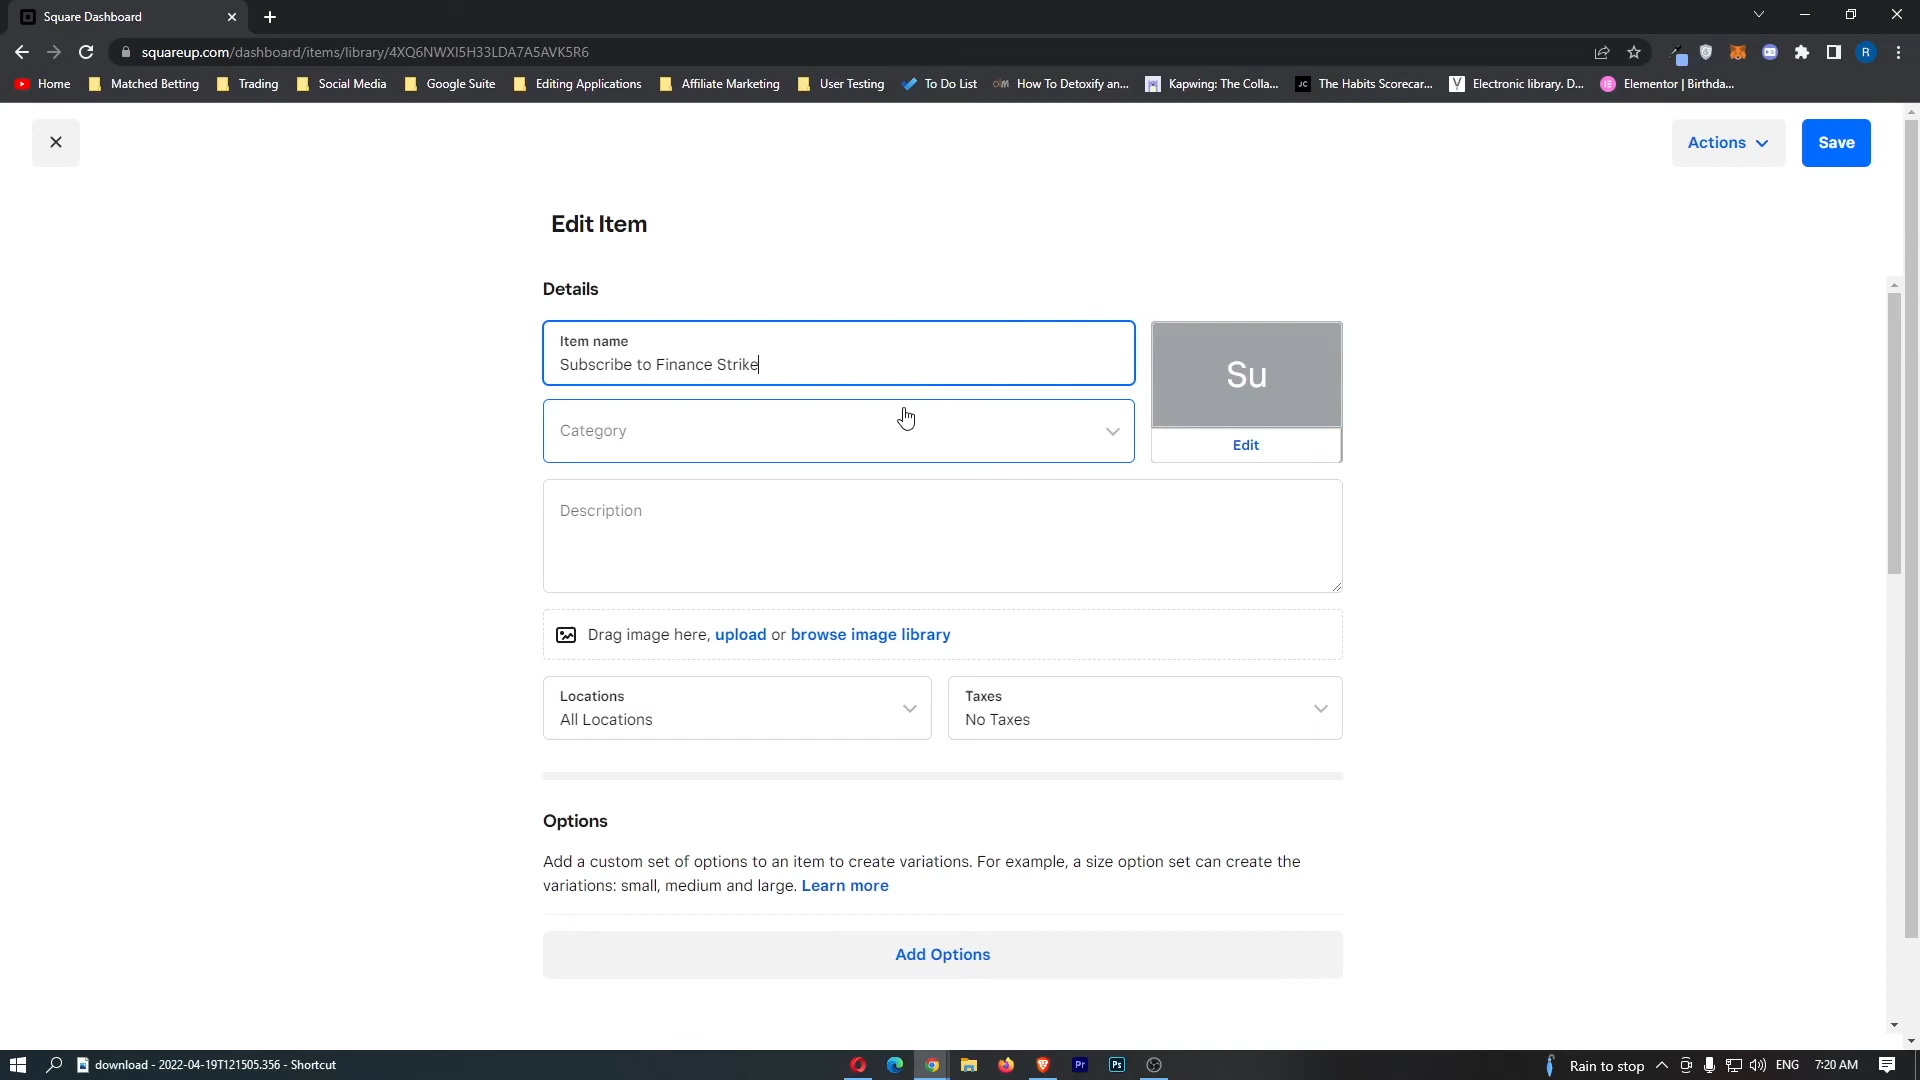 Square Dashboard
squareup.com/dashboard/items/library/4XQ6NWXI5H33LDA7A5AVK5R6
R
Home
Matched Betting
Trading
Social Media
Google Suite
Editing Applications
Affiliate Marketing
User Testing
To Do List
How To Detoxify an...
Kapwing: The Colla...
JC
The Habits Scorecar...
Electronic library. D...
Elementor | Birthda...
Actions
Save
Edit Item
Details
Item name
Subscribe to Finance Strike
Su
Category
Edit
Description
Drag image here, upload or browse image library
Locations
All Locations
Taxes
No Taxes
Options
Add a custom set of options to an item to create variations. For example, a size option set can create the
variations: small, medium and large. Learn more
Add Options
download - 2022-04-19T121505.356 - Shortcut
Pr
Ps
Rain to stop
ENG
7:20 AM